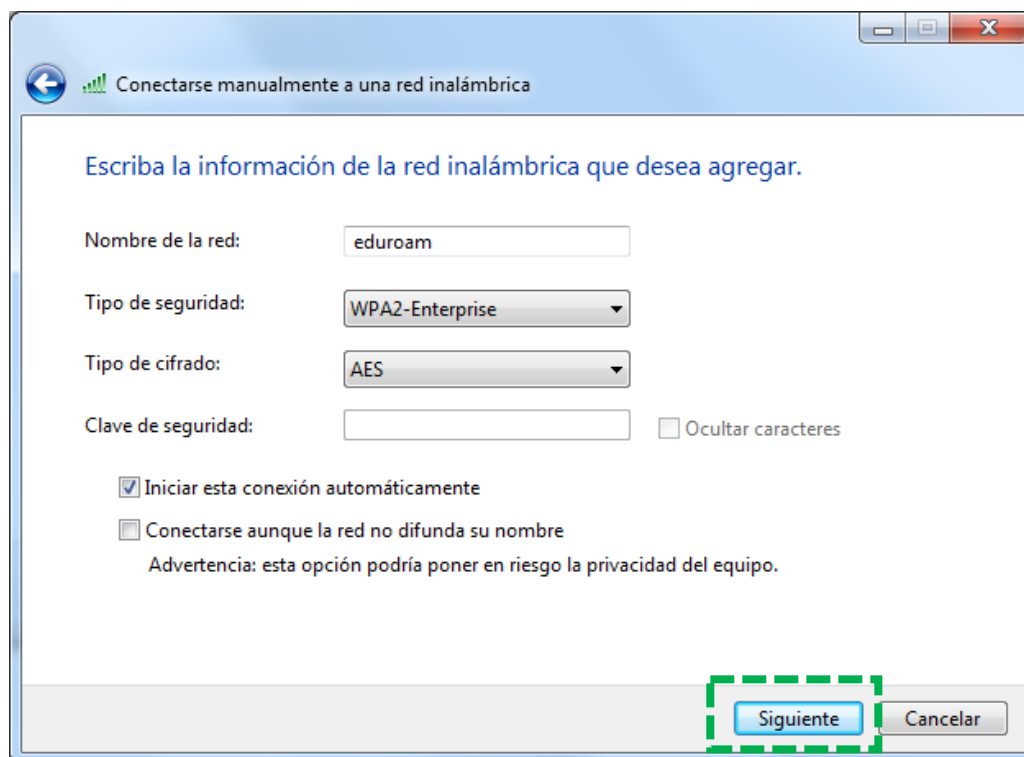 Conectarse manualmente a una red inalámbrica
Escriba la información de la red inalámbrica que desea agregar.
Nombre de la red: eduroam
Tipo de seguridad: WPA2-Enterprise
Tipo de cifrado: AES
Clave de seguridad: Ocultar caracteres
Iniciar esta conexión automáticamente
Conectarse aunque la red no difunda su nombre
Advertencia: esta opción podría poner en riesgo la privacidad del equipo.
Siguiente Cancelar